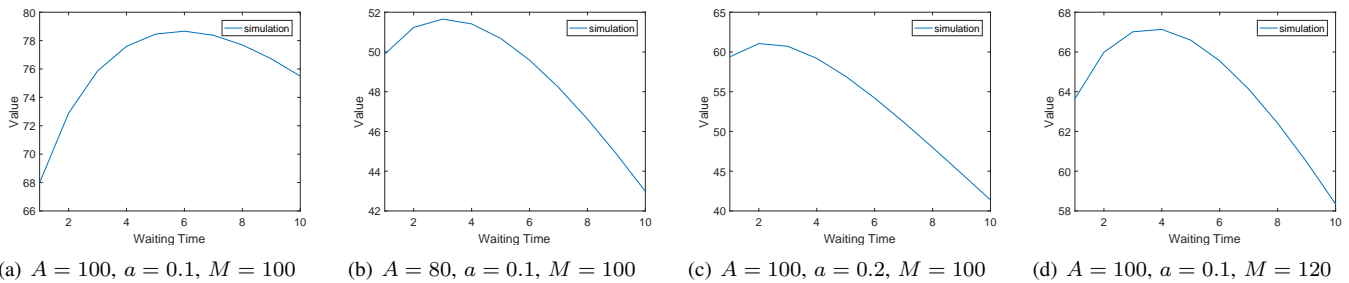 80
78
76
74
72
70
68
66
Value
simulation
2
4
6
8
10
Waiting Time
52
50
48
46
44
42
Value
simulation
2
4
6
8
10
Waiting Time
65
60
55
50
45
40
Value
simulation
2
4
6
8
10
Waiting Time
68
66
64
62
60
58
Value
simulation
2
4
6
8
10
Waiting Time
(a) A = 100, a = 0.1, M = 100
(b) A = 80, a = 0.1, M = 100
(c) A = 100, a = 0.2, M = 100
(d) A = 100, a = 0.1, M = 120